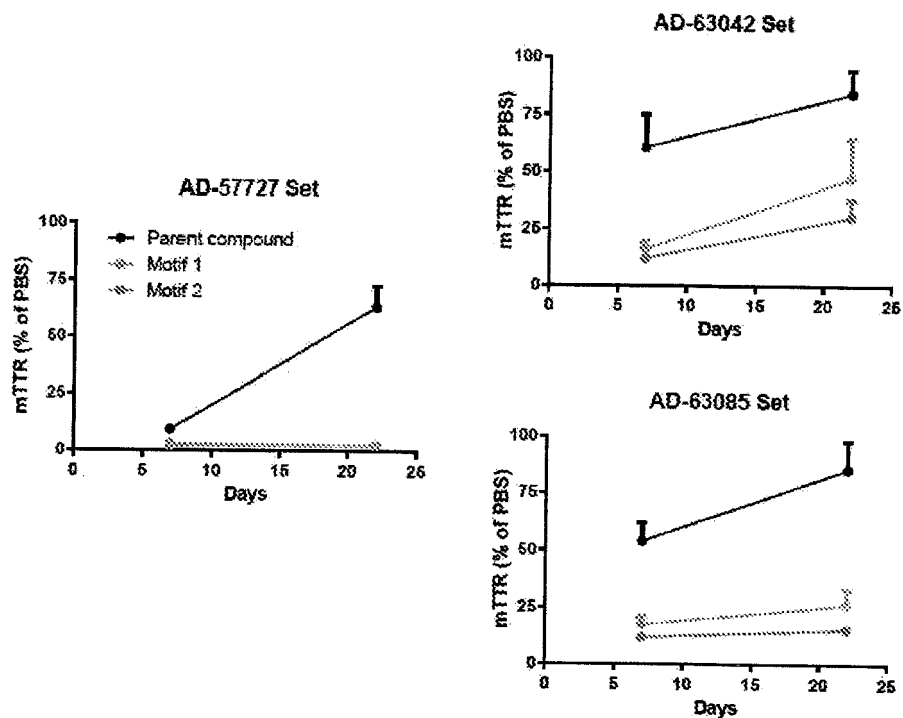 AD-57727 Set
100
75
50
25
0
mTTR (% of PBS)
Parent compound
Motif 1
Motif 2
0 5 10 15 20 25
Days
AD-63042 Set
100
75
50
25
0
mTTR (% of PBS)
0 5 10 15 20 25
Days
AD-63085 Set
100
75
50
25
0
mTTR (% of PBS)
0 5 10 15 20 25
Days